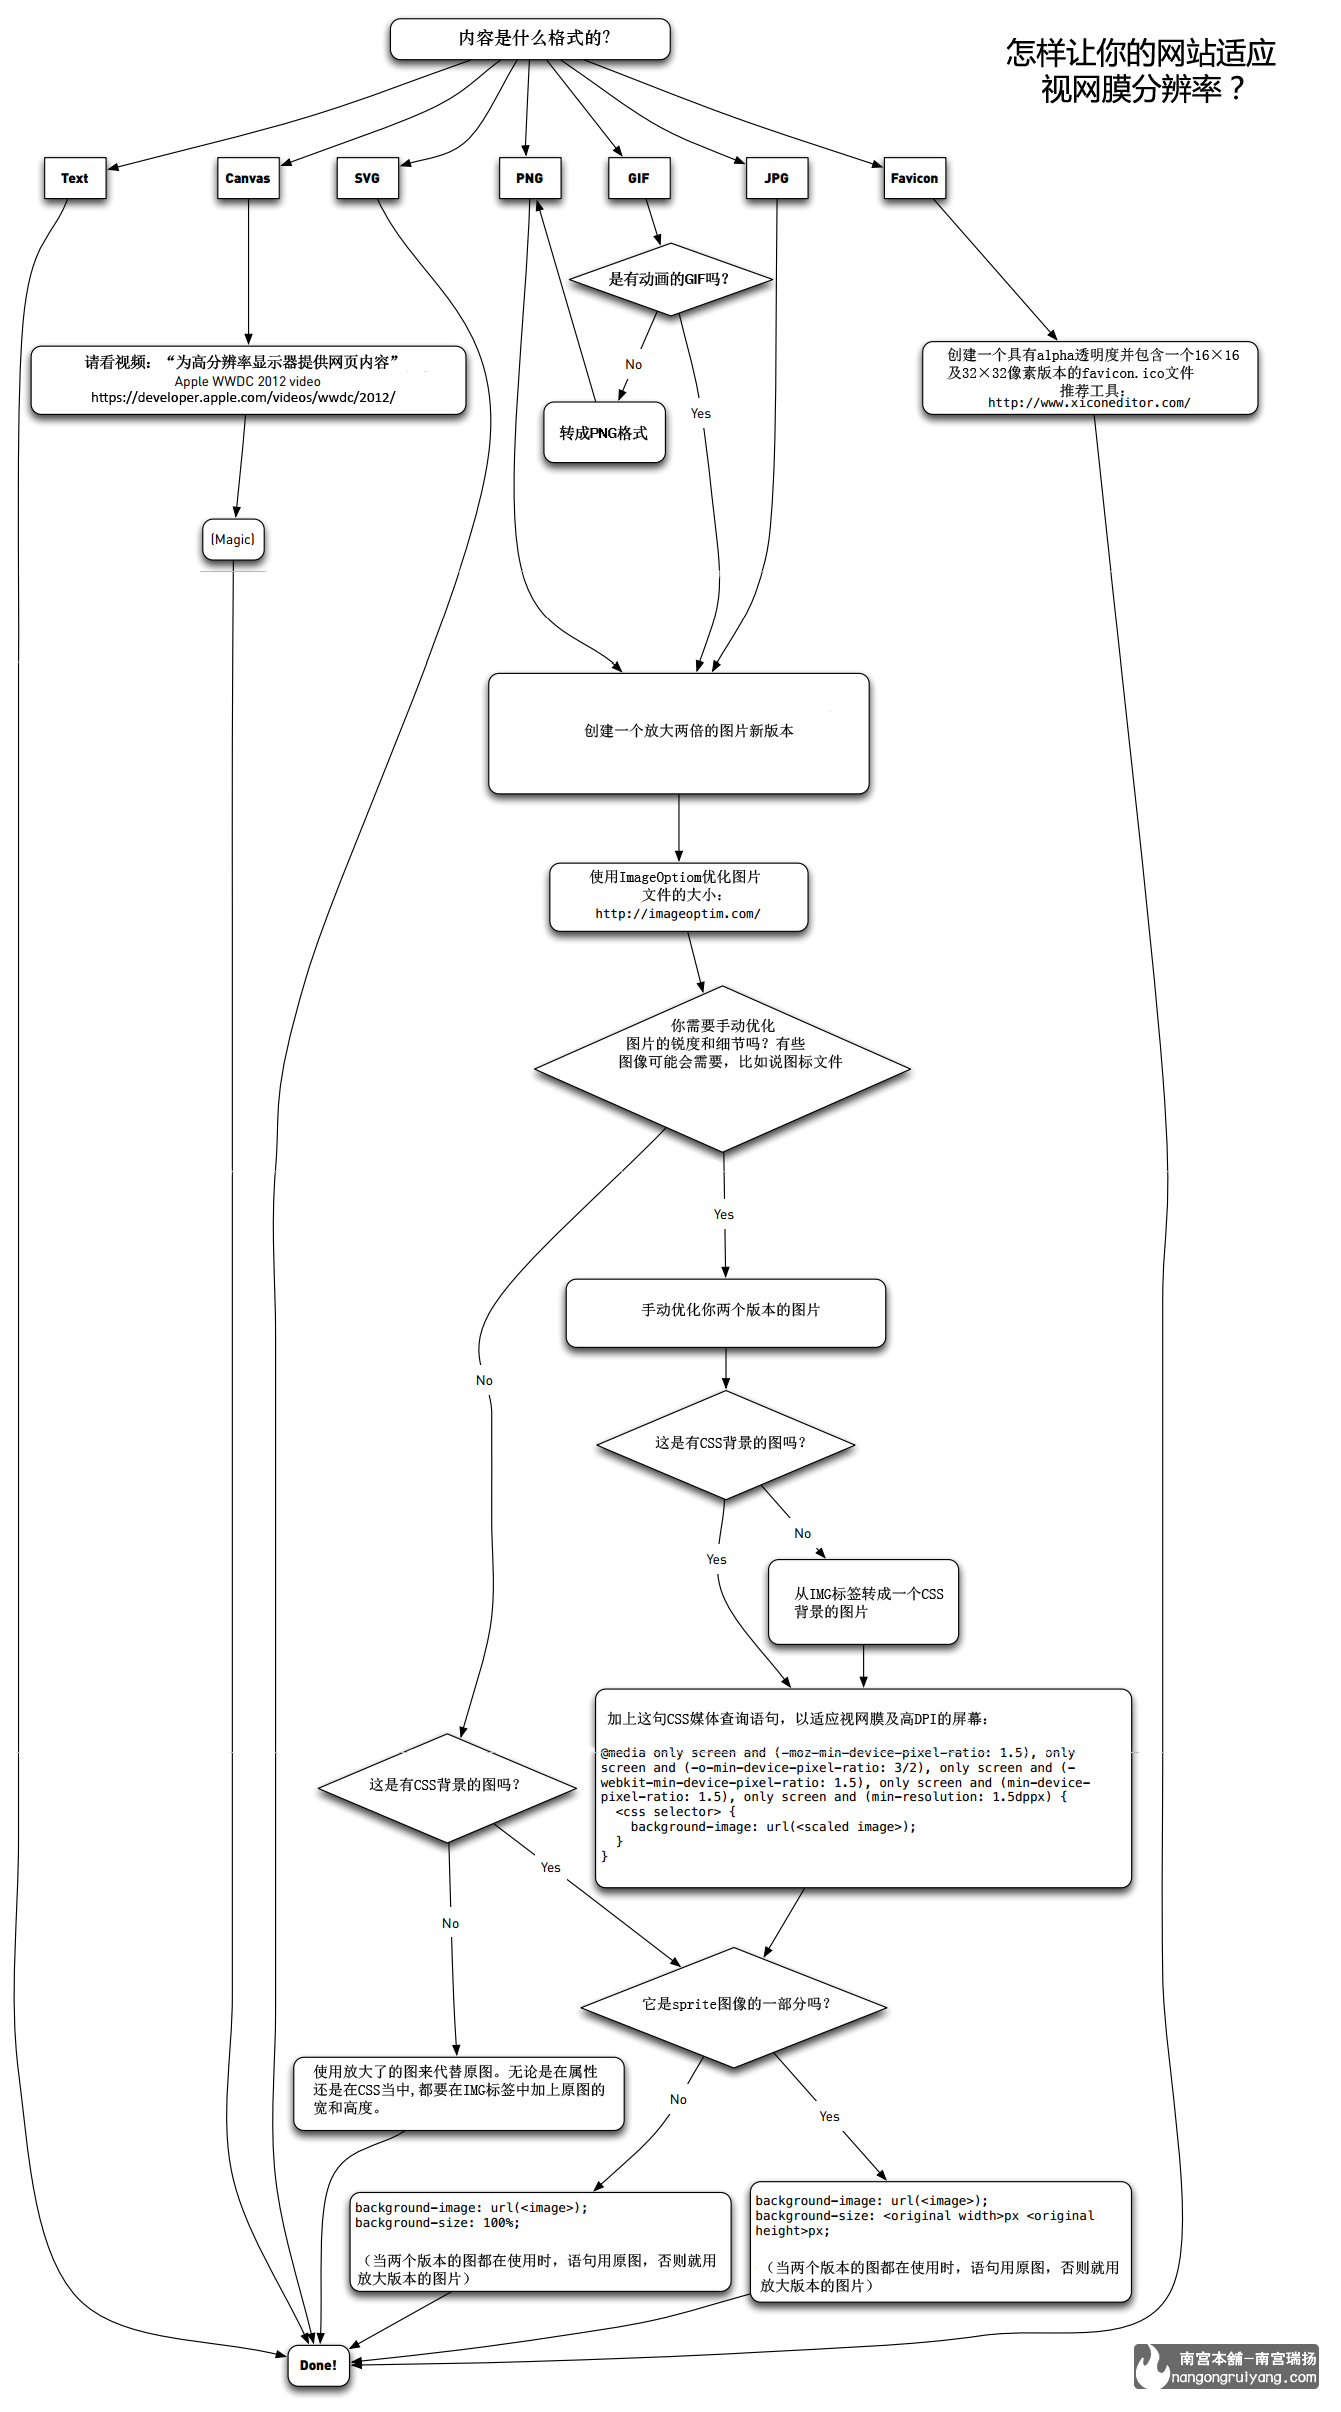 内容是什么格式的？
怎样让你的网站适应
视网膜分辨率？
Text
Canvas
SVG
PNG
GIF
JPG
Favicon
是有动画的GIF吗？
请看视频：“为高分辨率显示器提供网页内容”
Apple WWDC 2012 video
https://developer.apple.com/videos/wwdc/2012/
创建一个具有alpha透明度并包含一个16×16
及32×32像素版本的favicon.ico文件
推荐工具：
http://www.xiconeditor.com/
No
Yes
转成PNG格式
(Magic)
创建一个放大两倍的图片新版本
使用ImageOptiom优化图片
文件的大小：
http://imageoptim.com/
你需要手动优化
图片的锐度和细节吗？有些
图像可能会需要，比如说图标文件
Yes
手动优化你两个版本的图片
No
这是有CSS背景的图吗？
No
Yes
从IMG标签转成一个CSS
背景的图片
加上这句CSS媒体查询语句，以适应视网膜及高DPI的屏幕：
@media only screen and (-moz-min-device-pixel-ratio: 1.5), only
screen and (-o-min-device-pixel-ratio: 3/2), only screen and (-
webkit-min-device-pixel-ratio: 1.5), only screen and (min-device-
pixel-ratio: 1.5), only screen and (min-resolution: 1.5dppx) {
<css selector> {
background-image: url(<scaled image>);
}
}
这是有CSS背景的图吗？
Yes
No
它是sprite图像的一部分吗？
使用放大了的图来代替原图。无论是在属性
还是在CSS当中,都要在IMG标签中加上原图的
宽和高度。
No
Yes
background-image: url(<image>);
background-size: 100%;
（当两个版本的图都在使用时，语句用原图，否则就用
放大版本的图片）
background-image: url(<image>);
background-size: <original width>px <original
height>px;
（当两个版本的图都在使用时，语句用原图，否则就用
放大版本的图片）
Done!
南宫本舗-南宫瑞扬
nangongruiyang.com